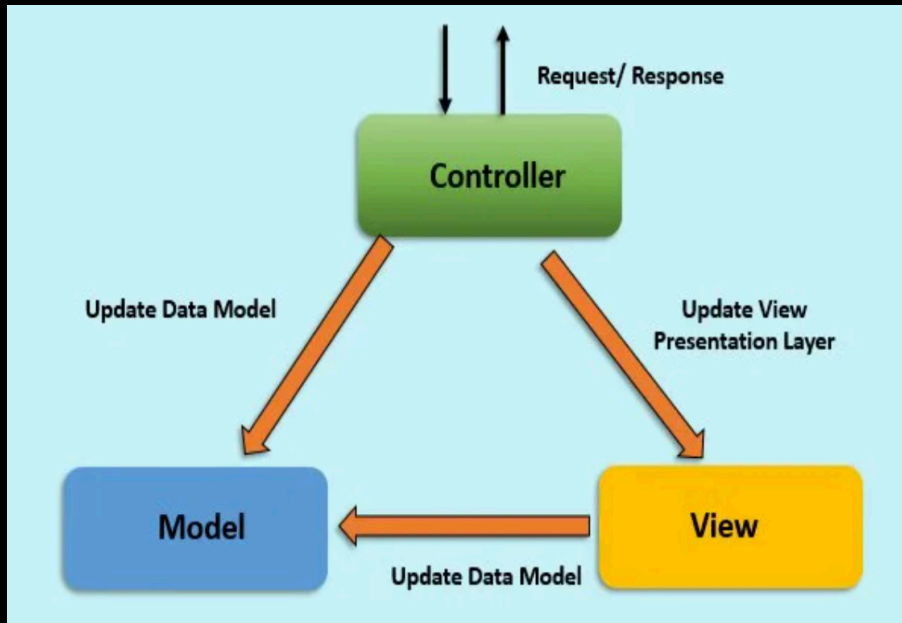 Request/ Response
Controller
Update Data Model
Update View
Presentation Layer
Model
View
Update Data Model